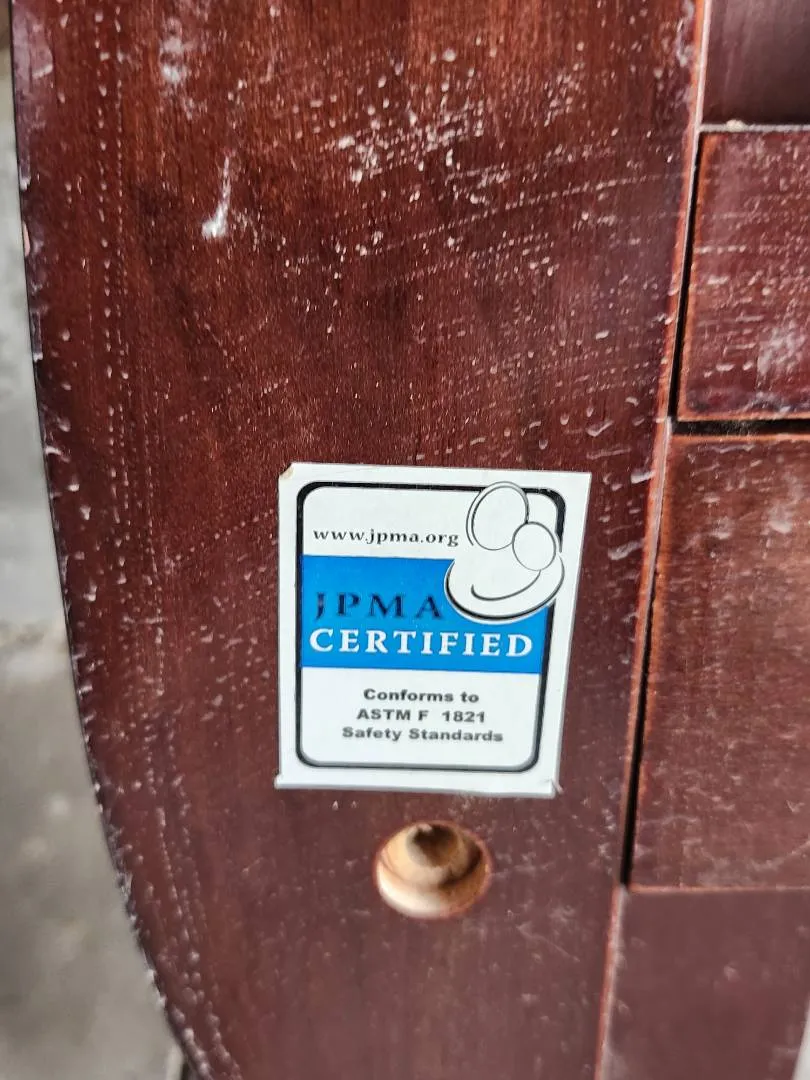 www.jpma.org
JPMA
CERTIFIED
Conforms to
ASTM F 1821
Safety Standards